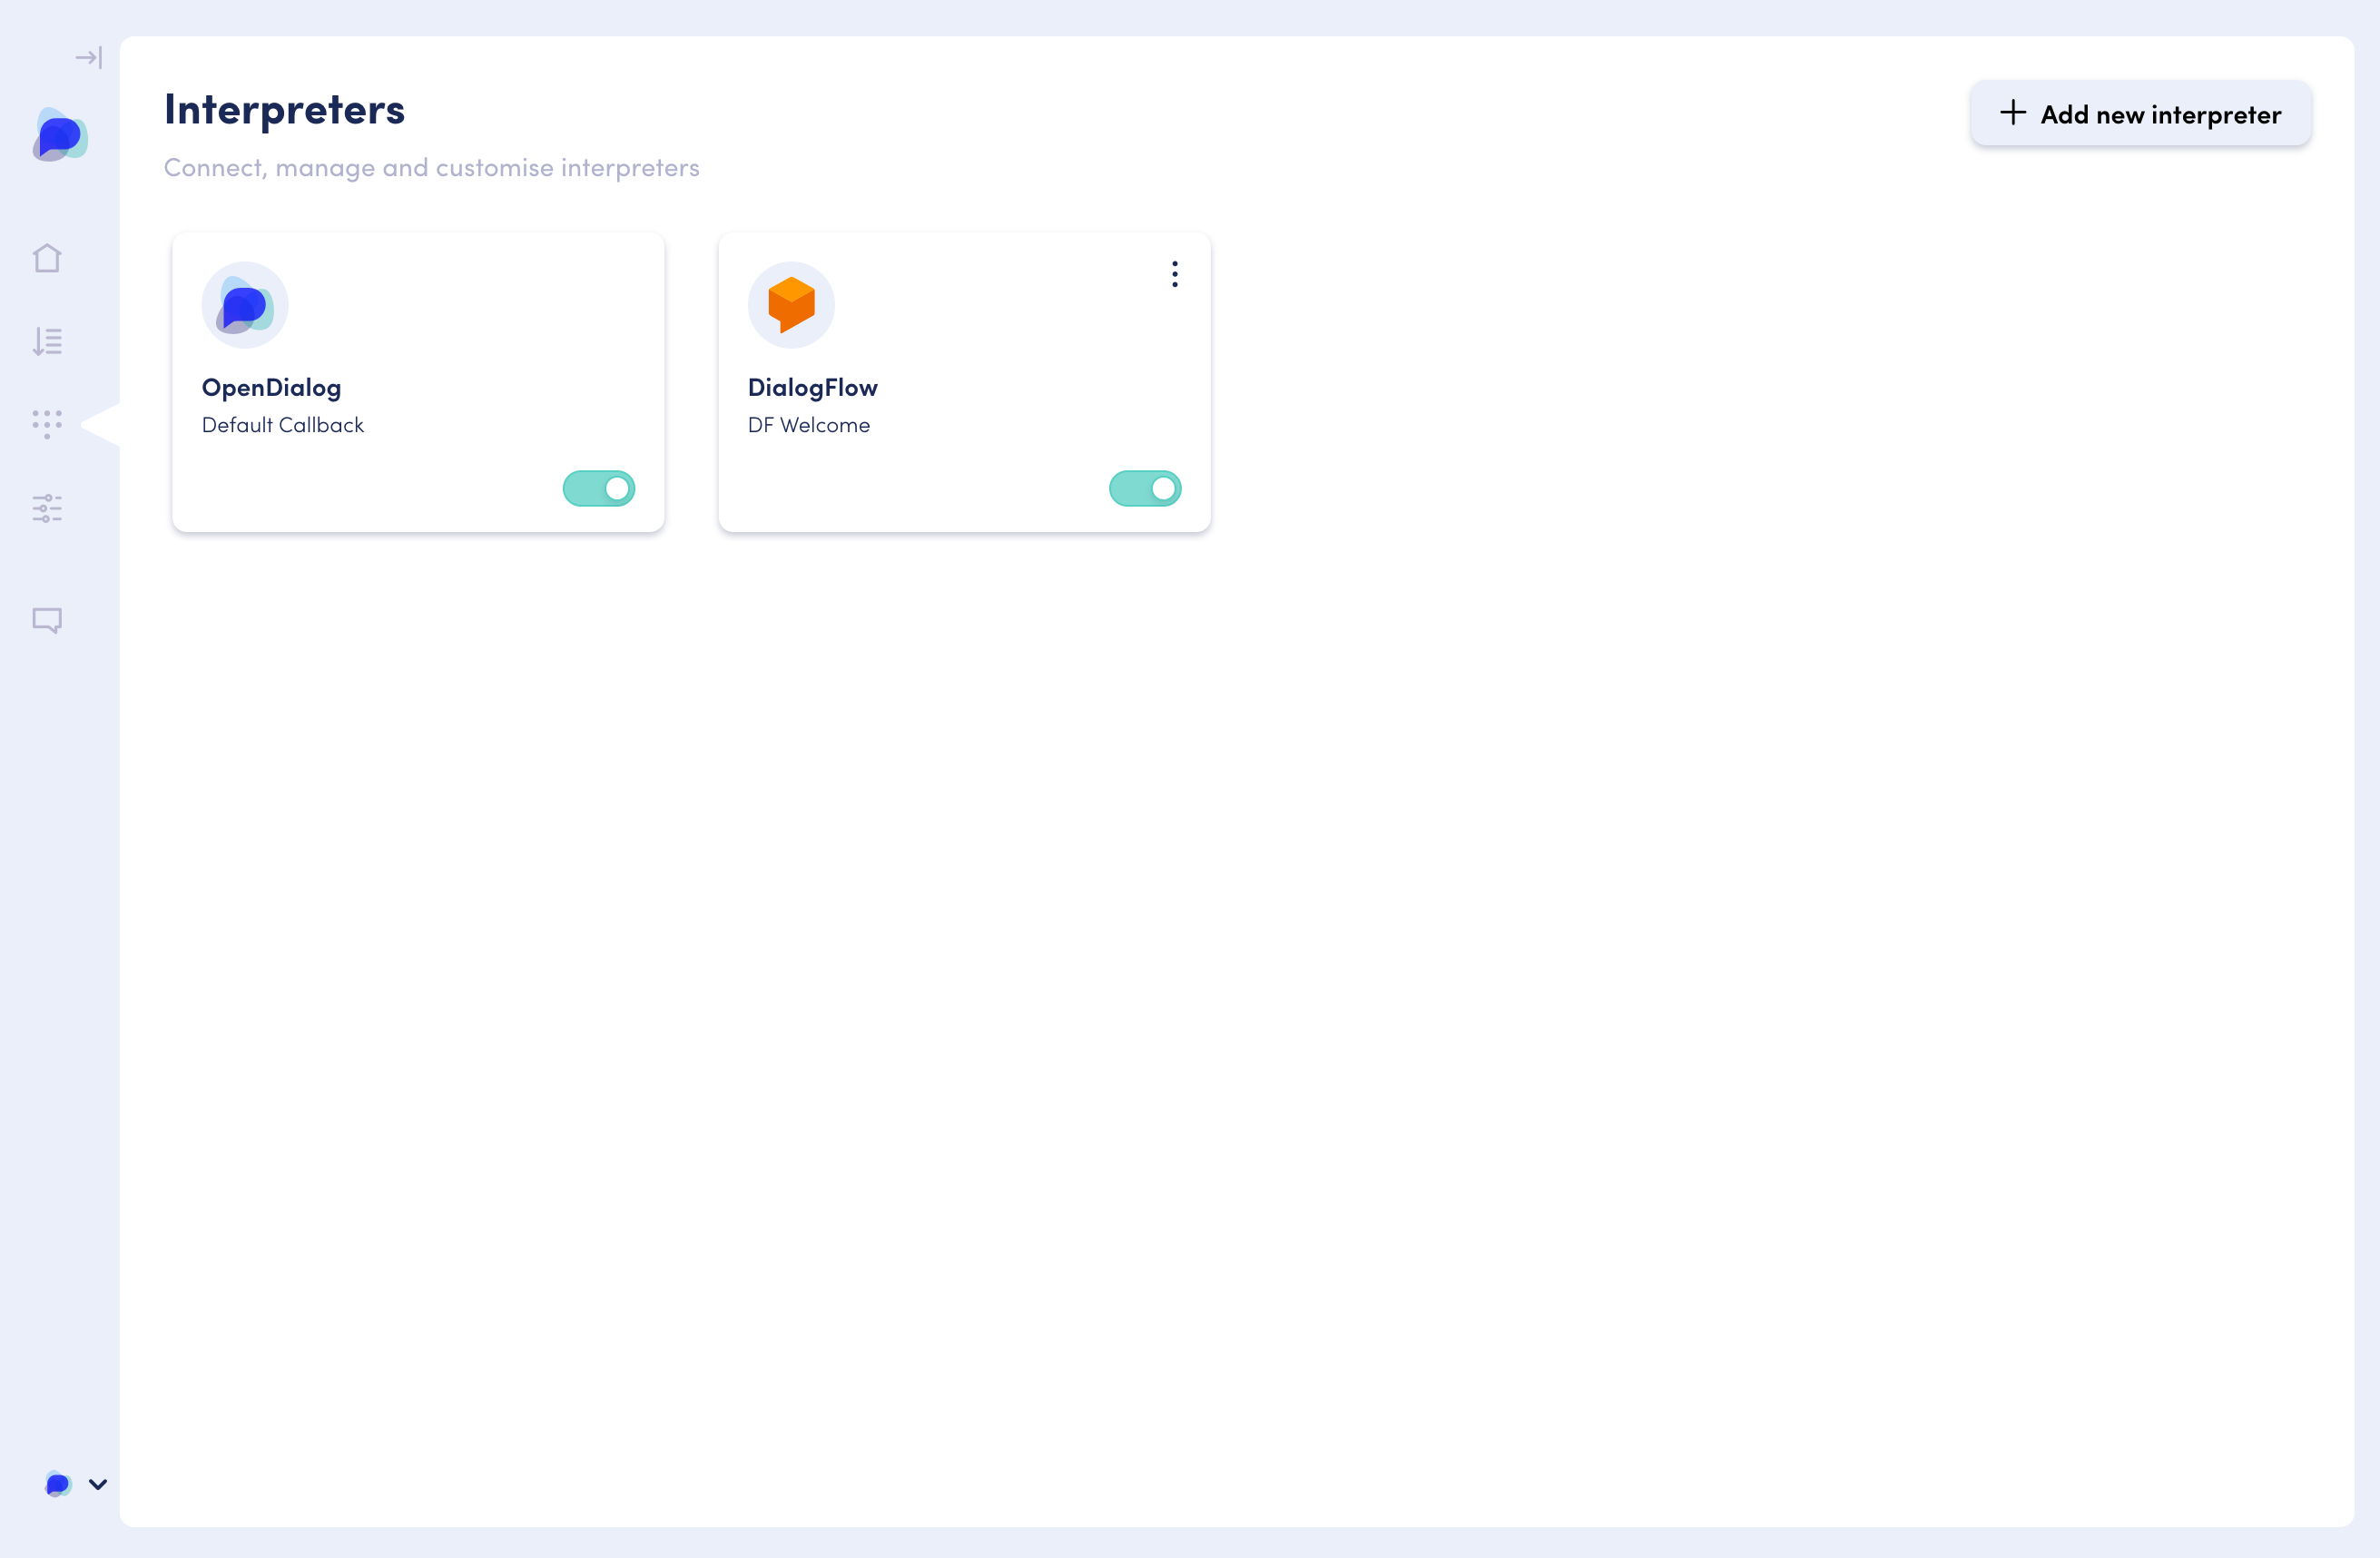 Interpreters
Add new interpreter
Connect, manage and customise interpreters
OpenDialog
Default Callback
DialogFlow
DF Welcome